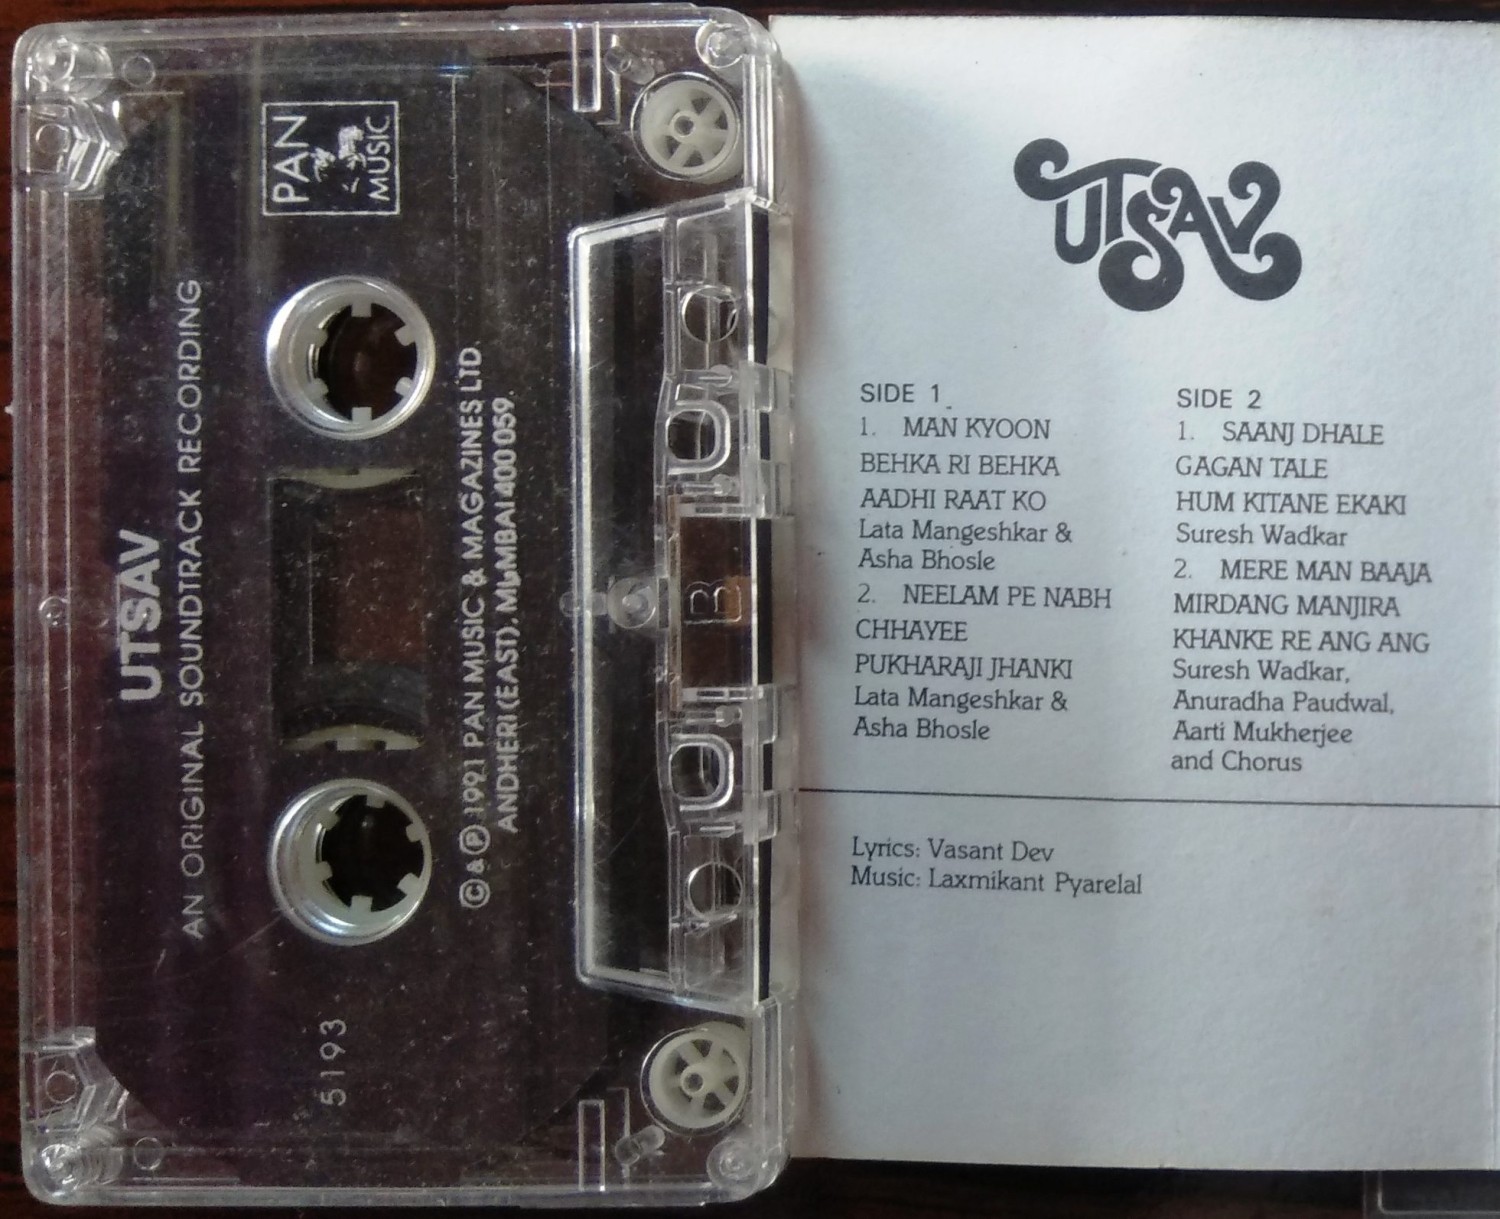 PAN
MUSIC
UTSAV
AN ORIGINAL SOUNDTRACK RECORDING
© & ℗ 1991 PAN MUSIC & MAGAZINES LTD.
ANDHERI (EAST), MUMBAI 400 059.
5193
B
UTSAV
SIDE 1
1. MAN KYOON
BEHKA RI BEHKA
AADHI RAAT KO
Lata Mangeshkar &
Asha Bhosle
2. NEELAM PE NABH
CHHAYEE
PUKHARAJI JHANKI
Lata Mangeshkar &
Asha Bhosle
SIDE 2
1. SAANJ DHALE
GAGAN TALE
HUM KITANE EKAKI
Suresh Wadkar
2. MERE MAN BAAJA
MIRDANG MANJIRA
KHANKE RE ANG ANG
Suresh Wadkar,
Anuradha Paudwal,
Aarti Mukherjee
and Chorus
Lyrics: Vasant Dev
Music: Laxmikant Pyarelal